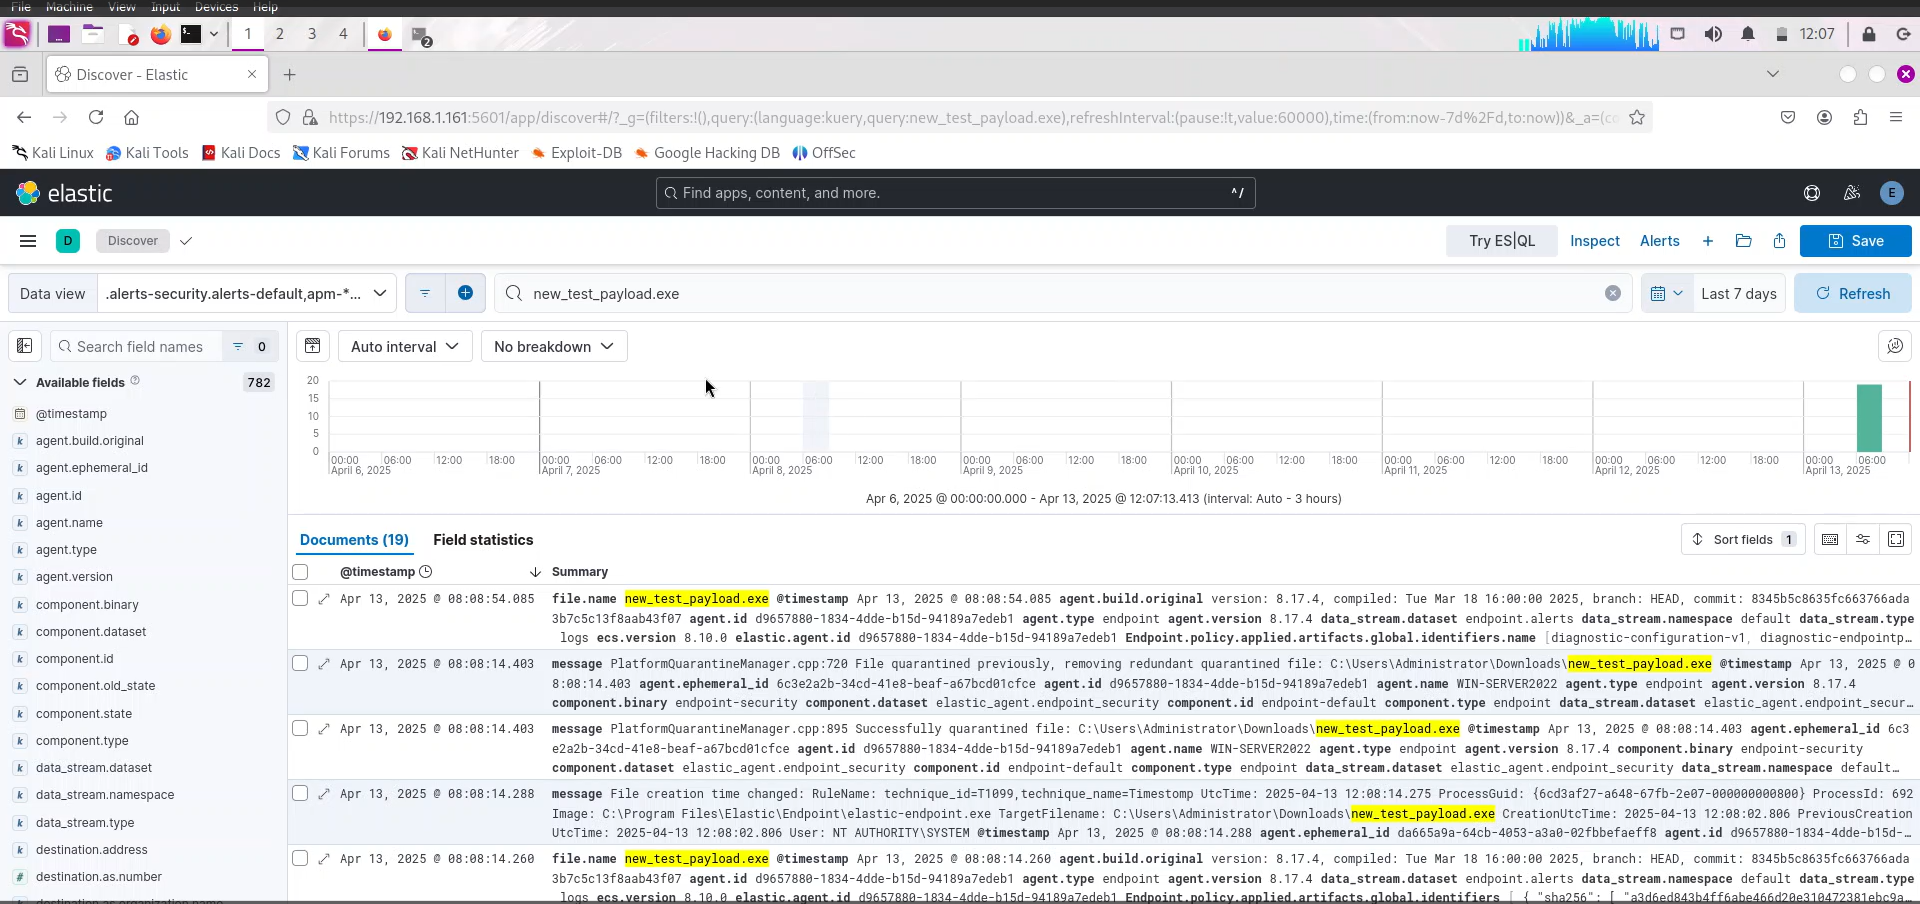 File Machine View Input Devices Help
1 2 3 4 2 12:07
Discover - Elastic
https://192.168.1.161:5601/app/discover#/?_g=(filters:!(),query:(language:kuery,query:new_test_payload.exe),refreshInterval:(pause:!t,value:60000),time:(from:now-7d%2Fd,to:now))&_a=(co
Kali Linux Kali Tools Kali Docs Kali Forums Kali NetHunter Exploit-DB Google Hacking DB OffSec
elastic Find apps, content, and more. ^/ E
D Discover Try ES|QL Inspect Alerts Save
Data view .alerts-security.alerts-default,apm-*... new_test_payload.exe Last 7 days Refresh
Search field names 0 Auto interval No breakdown
Available fields 782
@timestamp
agent.build.original
agent.ephemeral_id
agent.id
agent.name
agent.type
agent.version
component.binary
component.dataset
component.id
component.old_state
component.state
component.type
data_stream.dataset
data_stream.namespace
data_stream.type
destination.address
destination.as.number
20
15
10
5
0
00:00 06:00 12:00 18:00 00:00 06:00 12:00 18:00 00:00 06:00 12:00 18:00 00:00 06:00 12:00 18:00 00:00 06:00 12:00 18:00 00:00 06:00 12:00 18:00 00:00 06:00 12:00 18:00 00:00 06:00
April 6, 2025 April 7, 2025 April 8, 2025 April 9, 2025 April 10, 2025 April 11, 2025 April 12, 2025 April 13, 2025
Apr 6, 2025 @ 00:00:00.000 - Apr 13, 2025 @ 12:07:13.413 (interval: Auto - 3 hours)
Documents (19) Field statistics Sort fields 1
@timestamp Summary
Apr 13, 2025 @ 08:08:54.085 file.name new_test_payload.exe @timestamp Apr 13, 2025 @ 08:08:54.085 agent.build.original version: 8.17.4, compiled: Tue Mar 18 16:00:00 2025, branch: HEAD, commit: 8345b5c8635fc663766ada
3b7c5c13f8aab43f07 agent.id d9657880-1834-4dde-b15d-94189a7edeb1 agent.type endpoint agent.version 8.17.4 data_stream.dataset endpoint.alerts data_stream.namespace default data_stream.type
logs ecs.version 8.10.0 elastic.agent.id d9657880-1834-4dde-b15d-94189a7edeb1 Endpoint.policy.applied.artifacts.global.identifiers.name [diagnostic-configuration-v1, diagnostic-endpointp...
Apr 13, 2025 @ 08:08:14.403 message PlatformQuarantineManager.cpp:720 File quarantined previously, removing redundant quarantined file: C:\Users\Administrator\Downloads\new_test_payload.exe @timestamp Apr 13, 2025 @ 0
8:08:14.403 agent.ephemeral_id 6c3e2a2b-34cd-41e8-beaf-a67bcd01cfce agent.id d9657880-1834-4dde-b15d-94189a7edeb1 agent.name WIN-SERVER2022 agent.type endpoint agent.version 8.17.4
component.binary endpoint-security component.dataset elastic_agent.endpoint_security component.id endpoint-default component.type endpoint data_stream.dataset elastic_agent.endpoint_secur...
Apr 13, 2025 @ 08:08:14.403 message PlatformQuarantineManager.cpp:895 Successfully quarantined file: C:\Users\Administrator\Downloads\new_test_payload.exe @timestamp Apr 13, 2025 @ 08:08:14.403 agent.ephemeral_id 6c3
e2a2b-34cd-41e8-beaf-a67bcd01cfce agent.id d9657880-1834-4dde-b15d-94189a7edeb1 agent.name WIN-SERVER2022 agent.type endpoint agent.version 8.17.4 component.binary endpoint-security
component.dataset elastic_agent.endpoint_security component.id endpoint-default component.type endpoint data_stream.dataset elastic_agent.endpoint_security data_stream.namespace default...
Apr 13, 2025 @ 08:08:14.288 message File creation time changed: RuleName: technique_id=T1099,technique_name=Timestomp UtcTime: 2025-04-13 12:08:14.275 ProcessGuid: {6cd3af27-a648-67fb-2e07-000000000800} ProcessId: 692
Image: C:\Program Files\Elastic\Endpoint\elastic-endpoint.exe TargetFilename: C:\Users\Administrator\Downloads\new_test_payload.exe CreationUtcTime: 2025-04-13 12:08:02.806 PreviousCreation
UtcTime: 2025-04-13 12:08:02.806 User: NT AUTHORITY\SYSTEM @timestamp Apr 13, 2025 @ 08:08:14.288 agent.ephemeral_id da665a9a-64cb-4053-a3a0-02fbbefaeff8 agent.id d9657880-1834-4dde-b15d-...
Apr 13, 2025 @ 08:08:14.260 file.name new_test_payload.exe @timestamp Apr 13, 2025 @ 08:08:14.260 agent.build.original version: 8.17.4, compiled: Tue Mar 18 16:00:00 2025, branch: HEAD, commit: 8345b5c8635fc663766ada
3b7c5c13f8aab43f07 agent.id d9657880-1834-4dde-b15d-94189a7edeb1 agent.type endpoint agent.version 8.17.4 data_stream.dataset endpoint.alerts data_stream.namespace default data_stream.type
logs ecs.version 8.10.0 elastic.agent.id d9657880-1834-4dde-b15d-94189a7edeb1 Endpoint.policy.applied.artifacts.global.identifiers [ { "sha256": [ "a3d6ed843b4ff6abe466d20e310472381ebc9a...